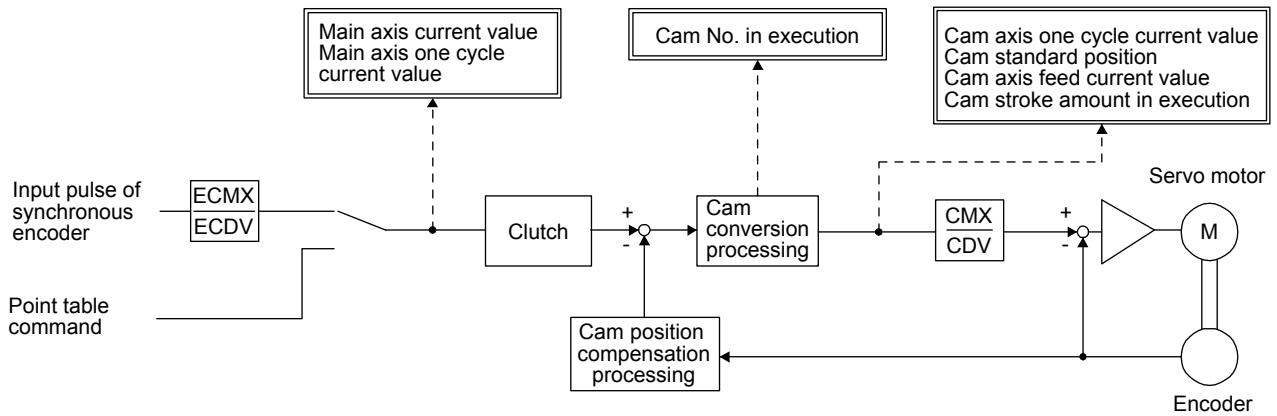 Main axis current value
Main axis one cycle
current value
Cam No. in execution
Cam axis one cycle current value
Cam standard position
Cam axis feed current value
Cam stroke amount in execution
Input pulse of
synchronous
encoder
ECMX
ECDV
Clutch
+
-
Cam
conversion
processing
CMX
CDV
+
-
Servo motor
M
Point table
command
Cam position
compensation
processing
Encoder